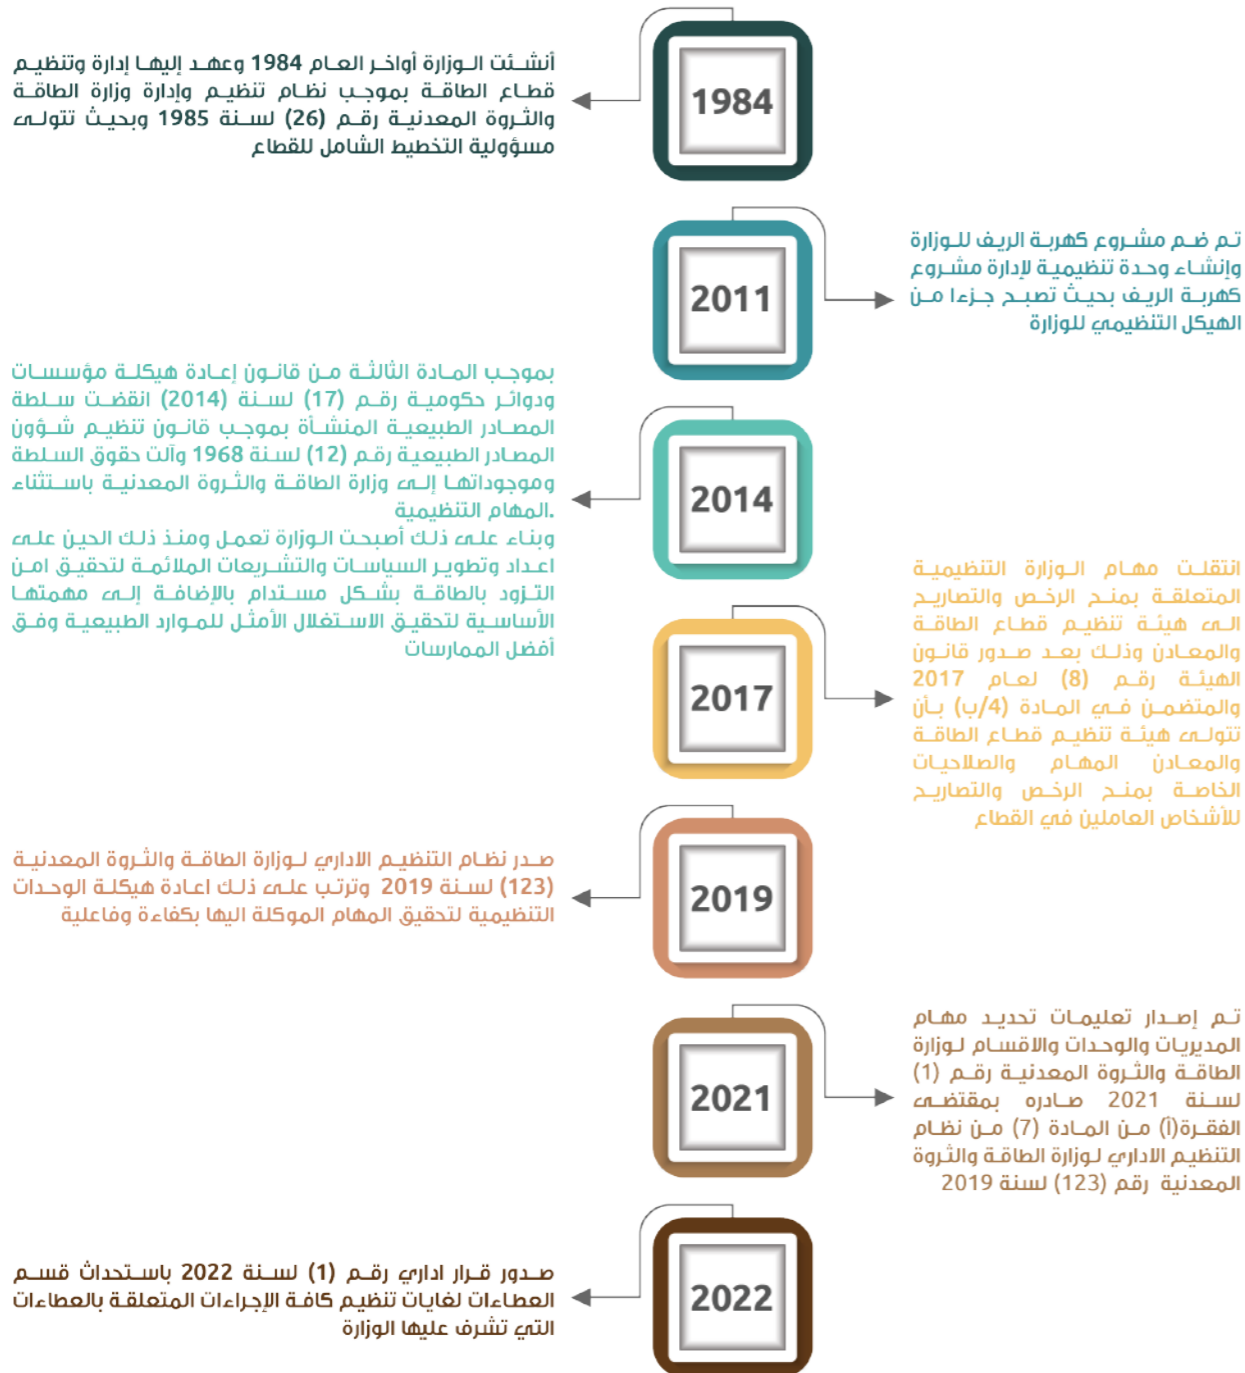 1984
أنشئت الوزارة أواخر العام 1984 وعهد إليها إدارة وتنظيم
قطاع الطاقة بموجب نظام تنظيم وإدارة وزارة الطاقة
والثروة المعدنية رقم (26) لسنة 1985 وبحيث تتولى
مسؤولية التخطيط الشامل للقطاع
2011
تم ضم مشروع كهربة الريف للوزارة
وإنشاء وحدة تنظيمية لإدارة مشروع
كهربة الريف بحيث تصبح جزءا من
الهيكل التنظيمي للوزارة
2014
بموجب المادة الثالثة من قانون إعادة هيكلة مؤسسات
ودوائر حكومية رقم (17) لسنة (2014) انقضت سلطة
المصادر الطبيعية المنشأة بموجب قانون تنظيم شؤون
المصادر الطبيعية رقم (12) لسنة 1968 وآلت حقوق السلطة
وموجوداتها إلى وزارة الطاقة والثروة المعدنية باستثناء
.المهام التنظيمية
وبناء على ذلك أصبحت الوزارة تعمل ومنذ ذلك الحين على
اعداد وتطوير السياسات والتشريعات الملائمة لتحقيق امن
التزود بالطاقة بشكل مستدام بالإضافة إلى مهمتها
الأساسية لتحقيق الاستغلال الأمثل للموارد الطبيعية وفق
أفضل الممارسات
2017
انتقلت مهام الوزارة التنظيمية
المتعلقة بمنح الرخص والتصاريح
الى هيئة تنظيم قطاع الطاقة
والمعادن وذلك بعد صدور قانون
الهيئة رقم (8) لعام 2017
والمتضمن في المادة (4/ب) بأن
تتولى هيئة تنظيم قطاع الطاقة
والمعادن المهام والصلاحيات
الخاصة بمنح الرخص والتصاريح
للأشخاص العاملين في القطاع
2019
صدر نظام التنظيم الاداري لوزارة الطاقة والثروة المعدنية
(123) لسنة 2019 وترتب على ذلك اعادة هيكلة الوحدات
التنظيمية لتحقيق المهام الموكلة اليها بكفاءة وفاعلية
2021
تم إصدار تعليمات تحديد مهام
المديريات والوحدات والاقسام لوزارة
الطاقة والثروة المعدنية رقم (1)
لسنة 2021 صادره بمقتضى
الفقرة(أ) من المادة (7) من نظام
التنظيم الاداري لوزارة الطاقة والثروة
المعدنية رقم (123) لسنة 2019
2022
صدور قرار اداري رقم (1) لسنة 2022 باستحداث قسم
العطاءات لغايات تنظيم كافة الإجراءات المتعلقة بالعطاءات
التي تشرف عليها الوزارة